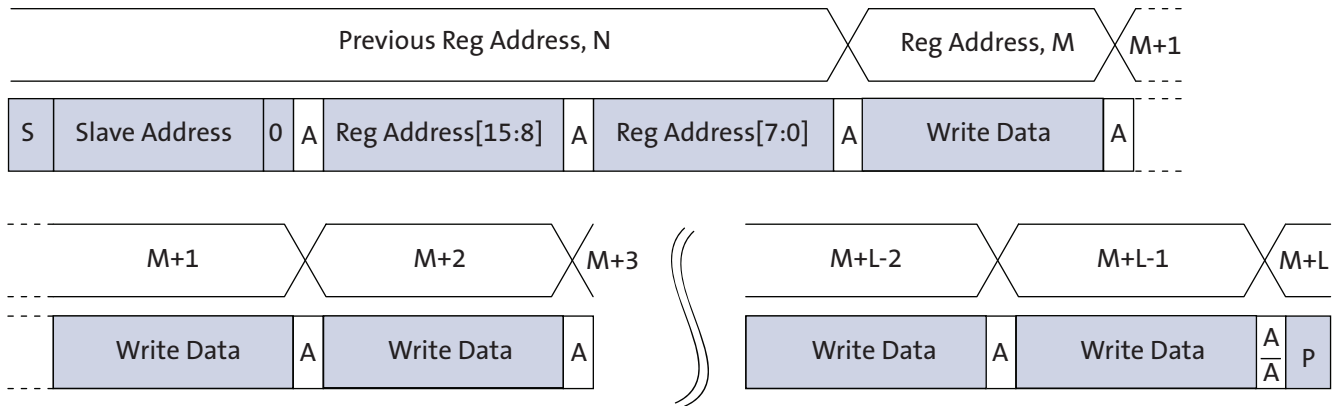 Previous Reg Address, N Reg Address, M M+1
S Slave Address 0 A Reg Address[15:8] A Reg Address[7:0] A Write Data A
M+1 M+2 M+3 M+L-2 M+L-1 M+L
Write Data A Write Data A Write Data A Write Data A/A̅ P